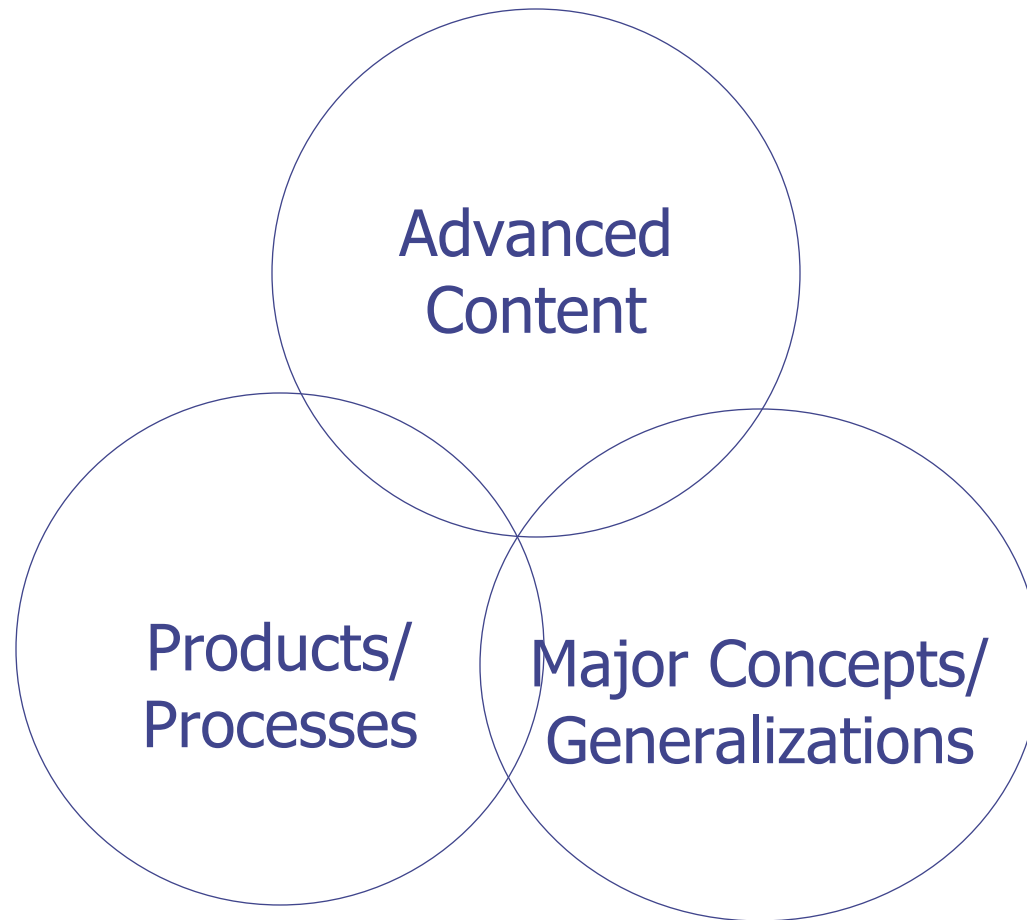 Advanced
Content
Products/
Processes
Major Concepts/
Generalizations